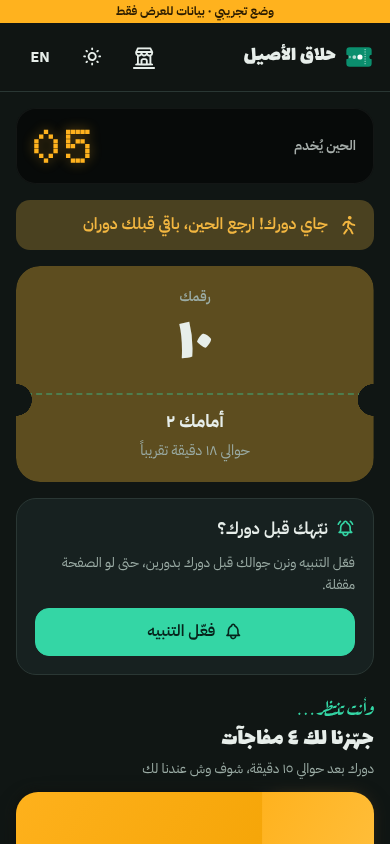 وضع تجريبي · بيانات للعرض فقط
حلاق الأصيل
EN
الحين يُخدم
05
جاي دورك! ارجع الحين، باقي قبلك دوران
رقمك
١٠
أمامك ٢
حوالي ١٨ دقيقة تقريباً
نبّهك قبل دورك؟
فعّل التنبيه ونرن جوالك قبل دورك بدورين، حتى لو الصفحة
مقفلة.
فعّل التنبيه
وأنت تنتظر...
جهّزنا لك ٤ مفاجآت
دورك بعد حوالي ١٥ دقيقة، شوف وش عندنا لك